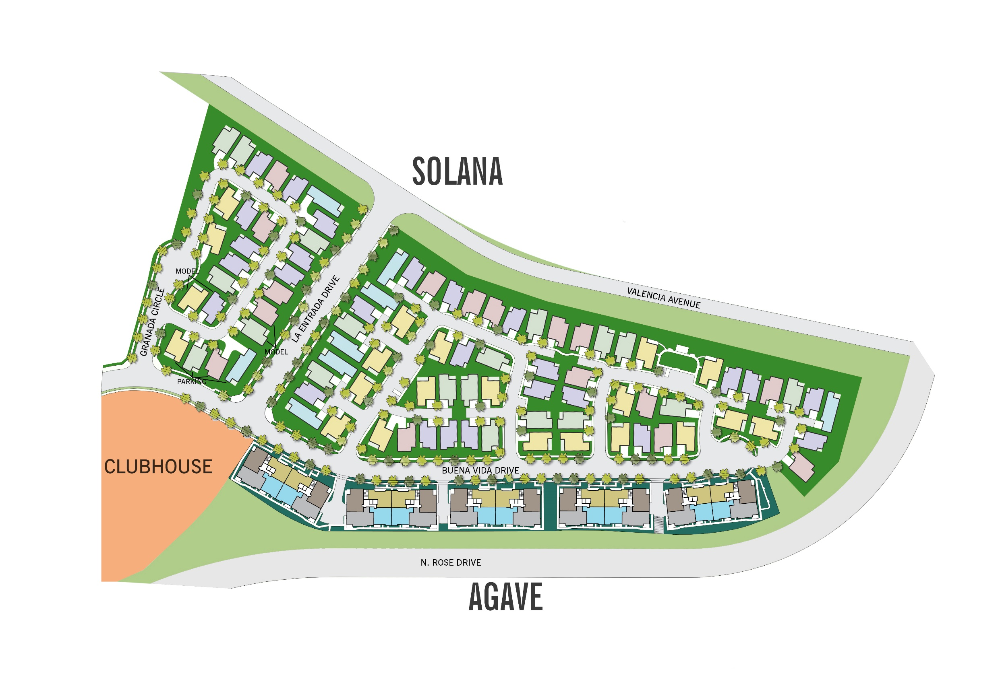 SOLANA
VALENCIA AVENUE
MODEL
GRANADA CIRCLE
LA ENTRADA DRIVE
MODEL
PARKING
CLUBHOUSE
BUENA VIDA DRIVE
N. ROSE DRIVE
AGAVE